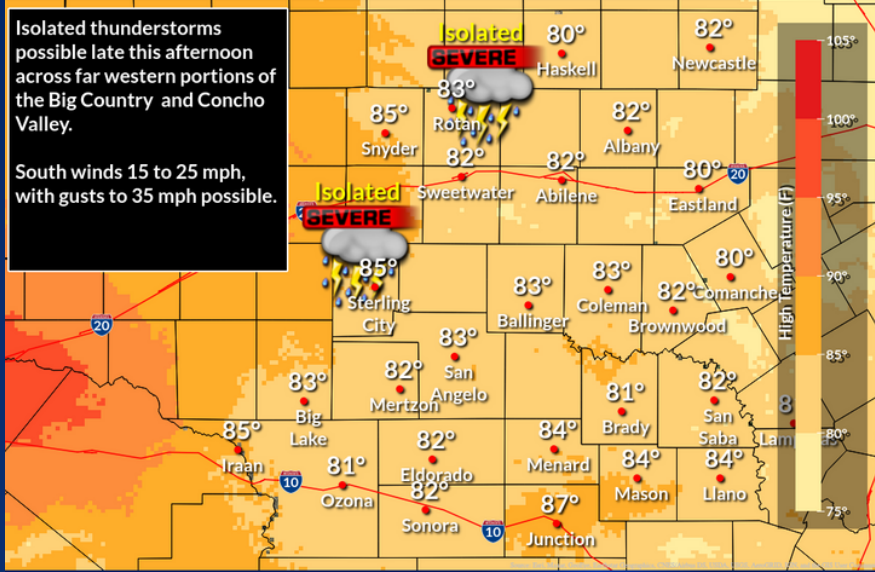 Isolated thunderstorms
possible late this afternoon
across far western portions of
the Big Country and Concho
Valley.
South winds 15 to 25 mph,
with gusts to 35 mph possible.
Isolated
SEVERE
80°
Haskell
82°
Newcastle
83°
Rotan
85°
Snyder
82°
Albany
82°
Sweetwater
82°
Abilene
80°
Eastland
20
Isolated
SEVERE
85°
Sterling
City
83°
Ballinger
83°
Coleman
82°
Brownwood
80°
Comanche
20
83°
San
Angelo
82°
Mertzon
83°
Big
Lake
81°
Brady
82°
San
Saba
85°
Iraan
10
81°
Ozona
82°
Eldorado
82°
Sonora
84°
Menard
84°
Mason
84°
Llano
10
87°
Junction
High Temperature (F)
105°
100°
95°
90°
85°
80°
75°